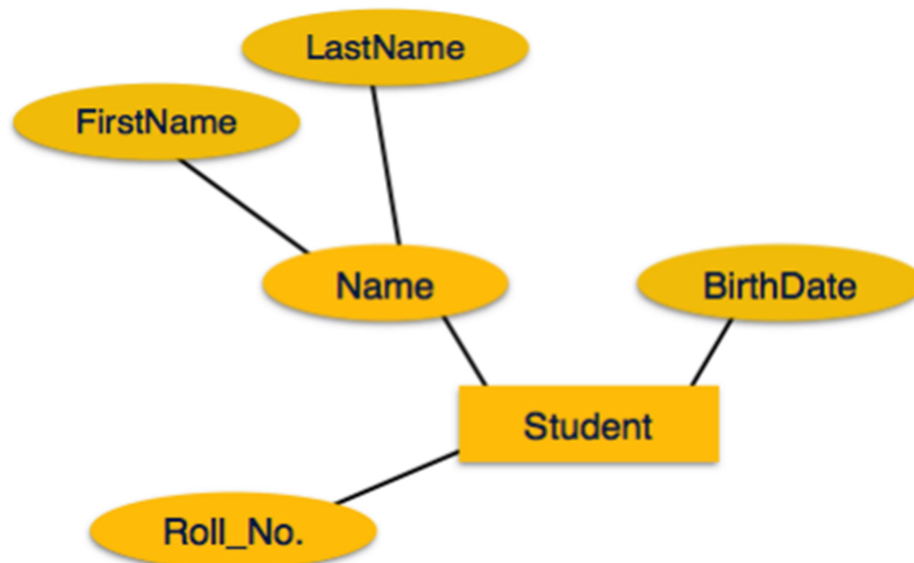 LastName
FirstName
Name
BirthDate
Student
Roll_No.